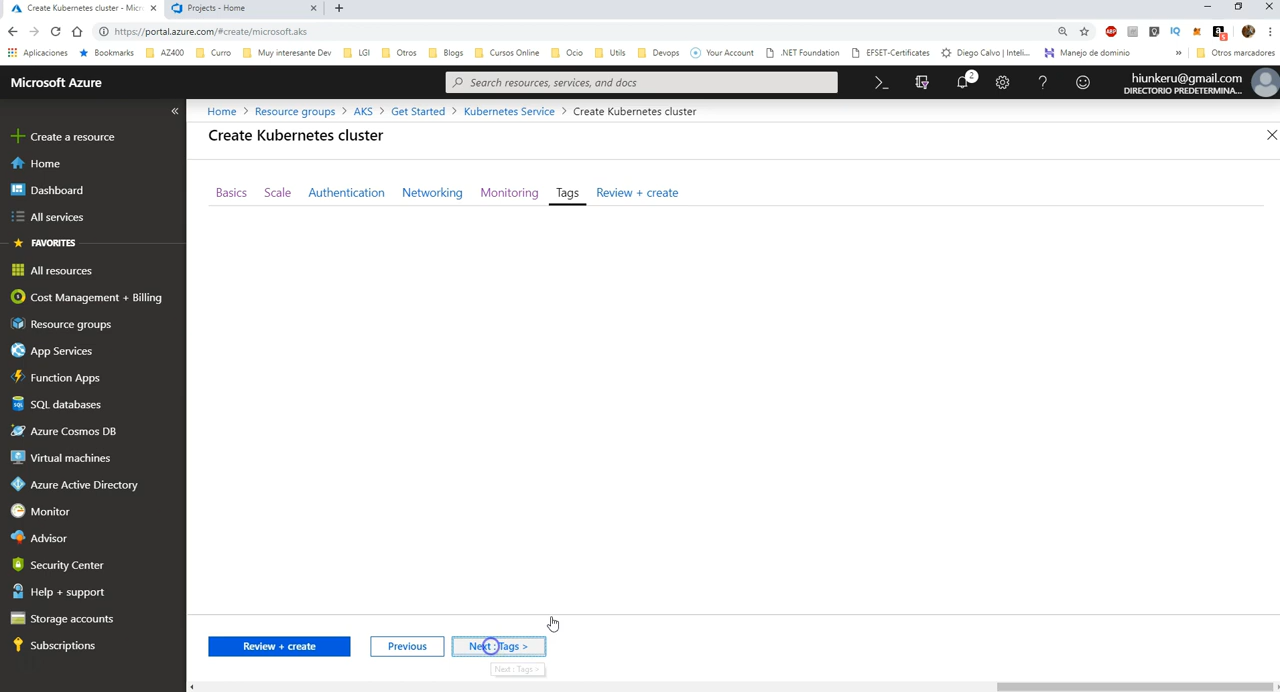 Create Kubernetes cluster - Micr
Projects - Home
https://portal.azure.com/#create/microsoft.aks
Aplicaciones
Bookmarks
AZ400
Curro
Muy interesante Dev
LGI
Otros
Blogs
Cursos Online
Ocio
Utils
Devops
Your Account
.NET Foundation
EFSET-Certificates
Diego Calvo | Inteli...
Manejo de dominio
»
Otros marcadores
Microsoft Azure
Search resources, services, and docs
2
hiunkeru@gmail.com
DIRECTORIO PREDETERMINA...
«
Home > Resource groups > AKS > Get Started > Kubernetes Service > Create Kubernetes cluster
Create Kubernetes cluster
Create a resource
Home
Dashboard
All services
FAVORITES
All resources
Cost Management + Billing
Resource groups
App Services
Function Apps
SQL databases
Azure Cosmos DB
Virtual machines
Azure Active Directory
Monitor
Advisor
Security Center
Help + support
Storage accounts
Subscriptions
Basics Scale Authentication Networking Monitoring Tags Review + create
Review + create
Previous
Next : Tags >
Next : Tags >